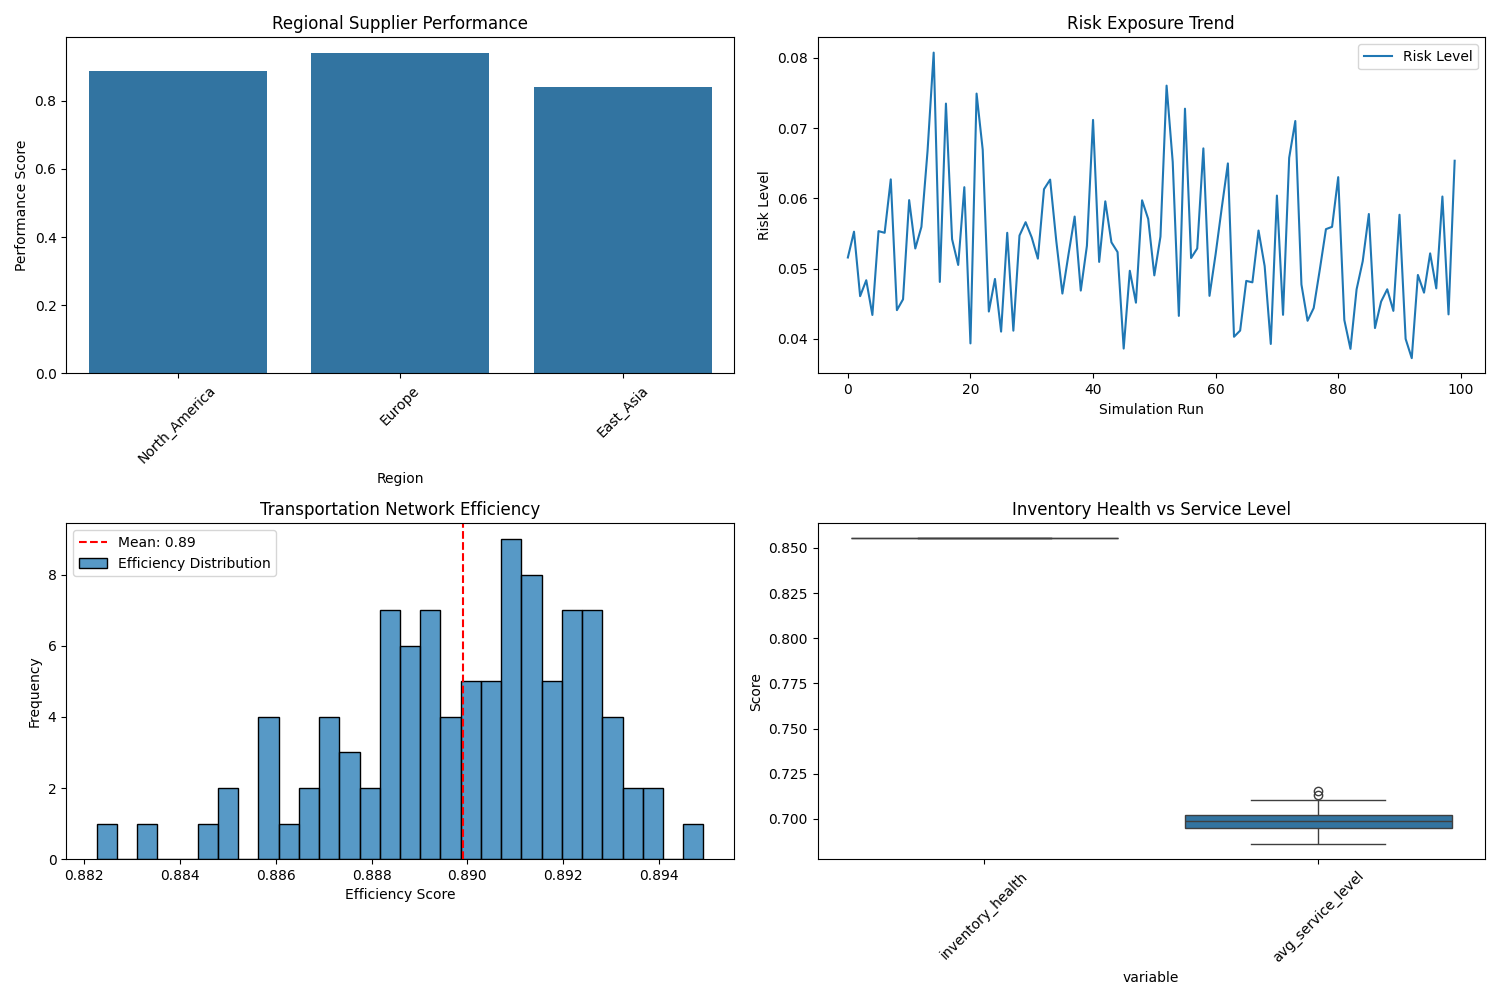 Regional Supplier Performance
Performance Score
0.8
0.6
0.4
0.2
0.0
North_America
Europe
East_Asia
Region
Risk Exposure Trend
Risk Level
Risk Level
0.08
0.07
0.06
0.05
0.04
0 20 40 60 80 100
Simulation Run
Transportation Network Efficiency
Mean: 0.89
Efficiency Distribution
Frequency
8
6
4
2
0
0.882 0.884 0.886 0.888 0.890 0.892 0.894
Efficiency Score
Inventory Health vs Service Level
Score
0.850
0.825
0.800
0.775
0.750
0.725
0.700
inventory_health
avg_service_level
variable